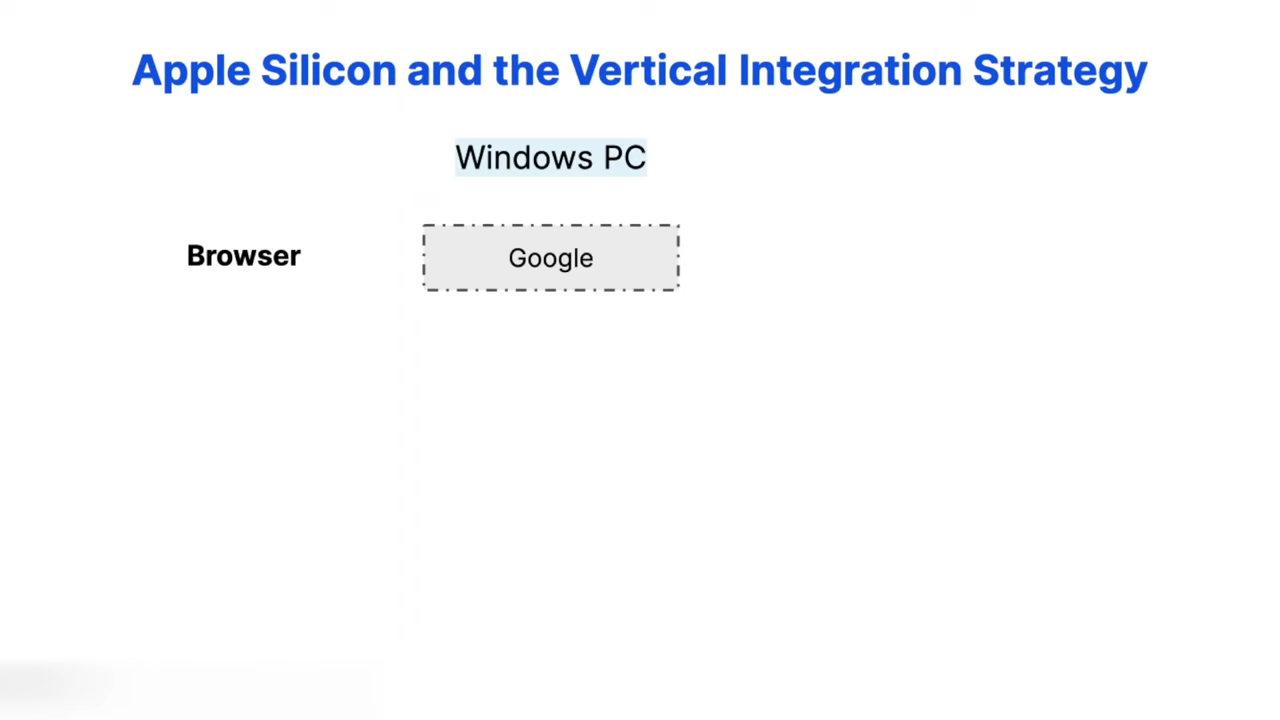 Apple Silicon and the Vertical Integration Strategy
Windows PC
Browser
Google